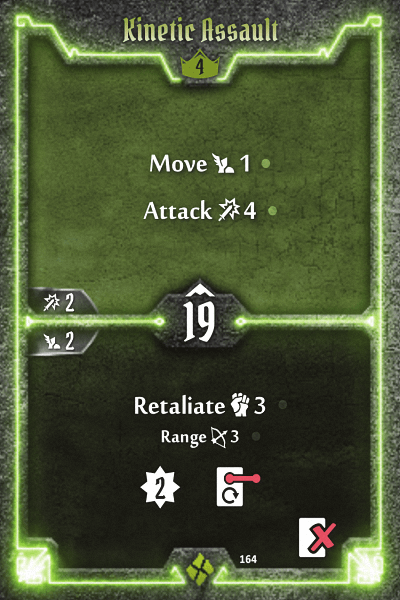 Kinetic Assault
4
Move 1
Attack 4
2
19
2
Retaliate 3
Range 3
2
164